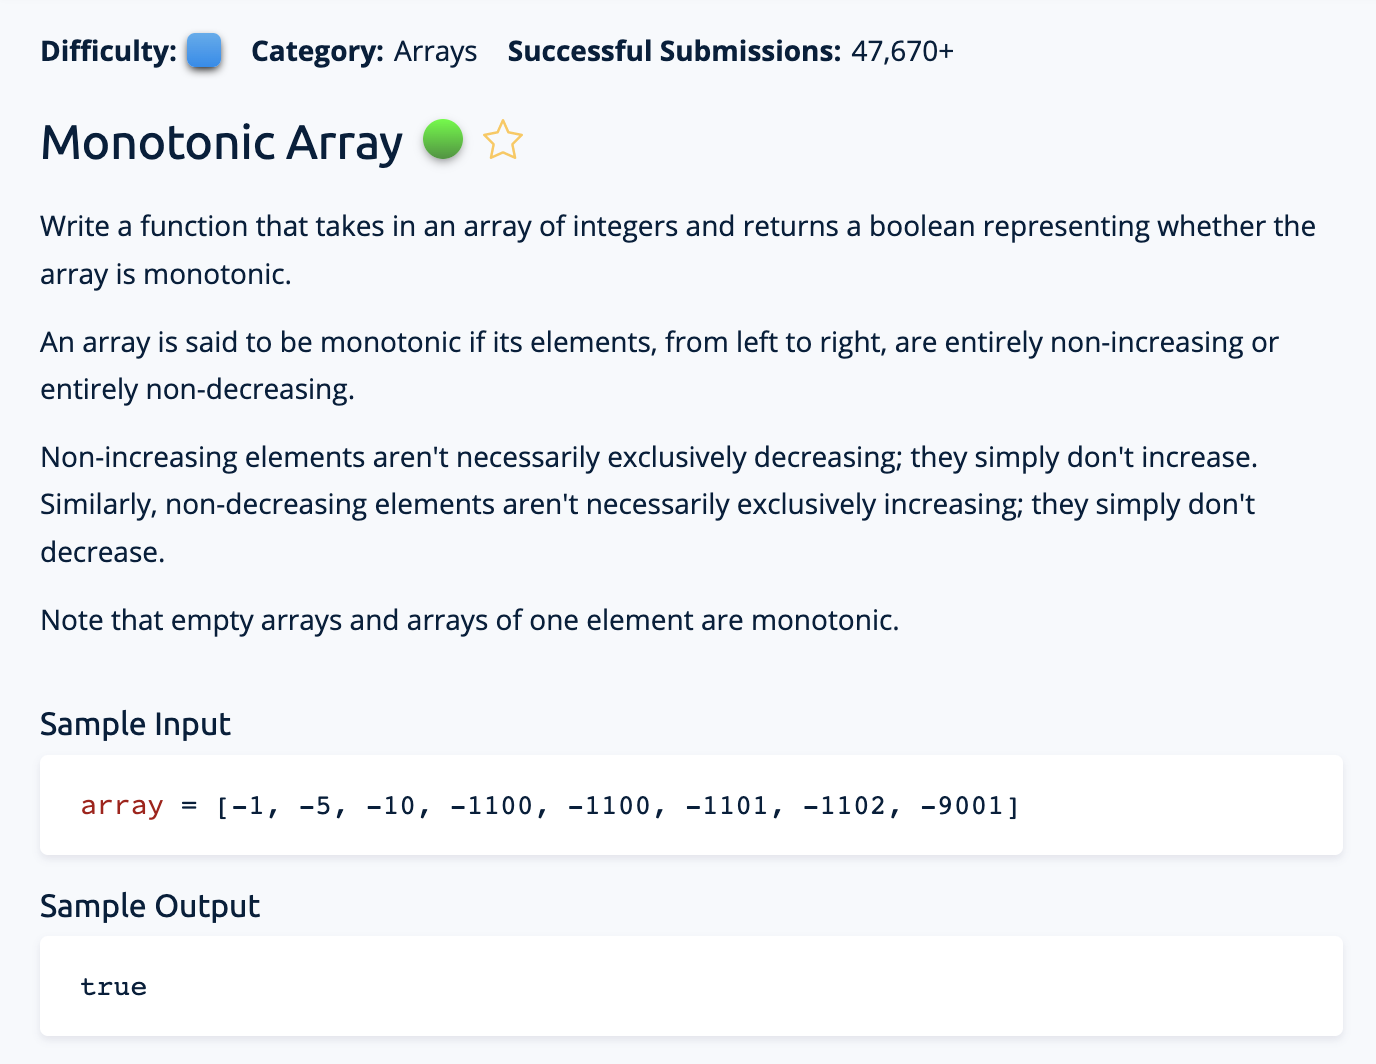 Difficulty: Category: Arrays Successful Submissions: 47,670+
Monotonic Array
Write a function that takes in an array of integers and returns a boolean representing whether the
array is monotonic.
An array is said to be monotonic if its elements, from left to right, are entirely non-increasing or
entirely non-decreasing.
Non-increasing elements aren't necessarily exclusively decreasing; they simply don't increase.
Similarly, non-decreasing elements aren't necessarily exclusively increasing; they simply don't
decrease.
Note that empty arrays and arrays of one element are monotonic.
Sample Input
array = [-1, -5, -10, -1100, -1100, -1101, -1102, -9001]
Sample Output
true